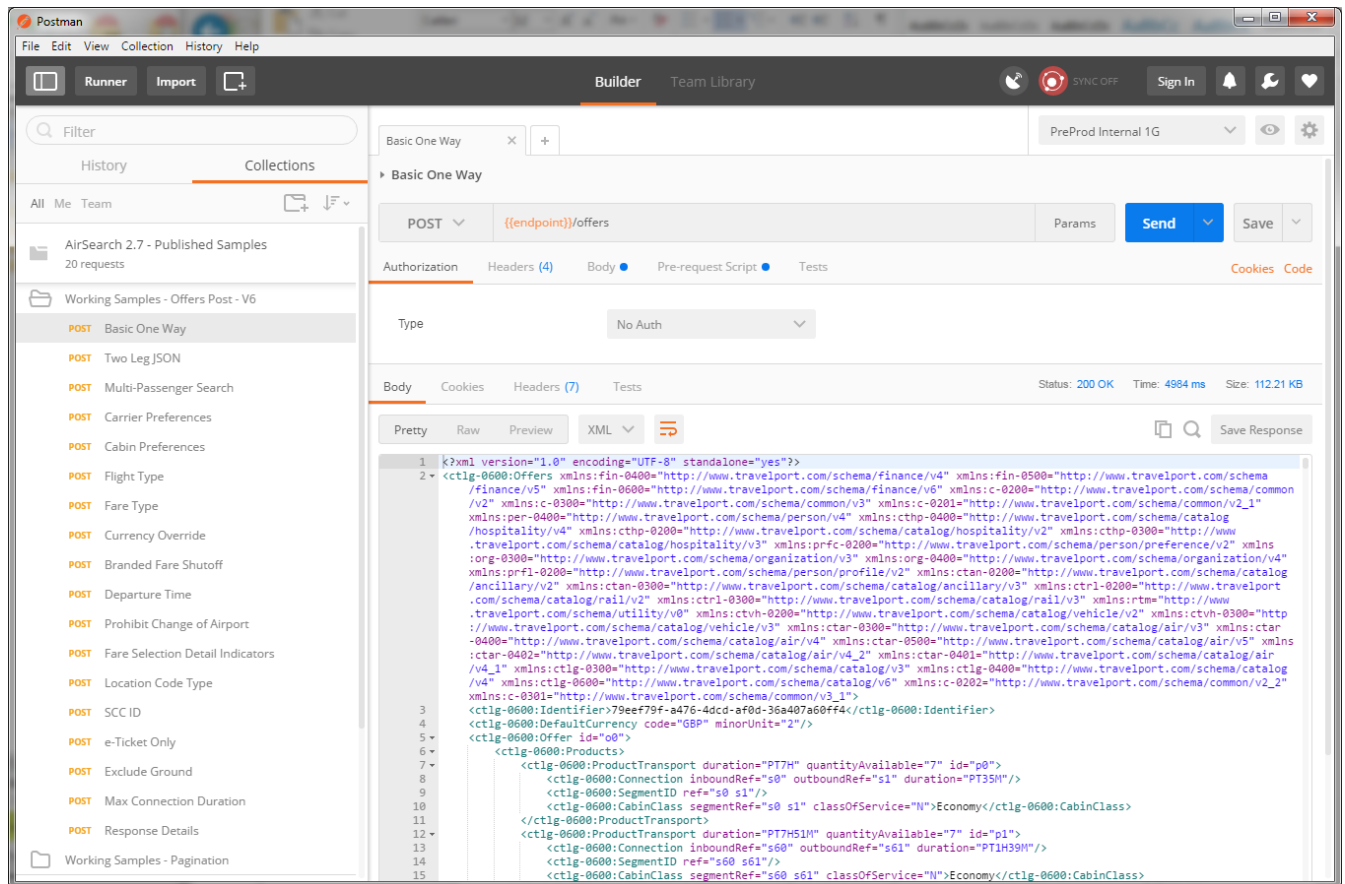 Postman
File Edit View Collection History Help
Runner Import
Builder Team Library
SYNC OFF Sign In
Filter
History Collections
All Me Team
AirSearch 2.7 - Published Samples
20 requests
Working Samples - Offers Post - V6
POST Basic One Way
POST Two Leg JSON
POST Multi-Passenger Search
POST Carrier Preferences
POST Cabin Preferences
POST Flight Type
POST Fare Type
POST Currency Override
POST Branded Fare Shutoff
POST Departure Time
POST Prohibit Change of Airport
POST Fare Selection Detail Indicators
POST Location Code Type
POST SCC ID
POST e-Ticket Only
POST Exclude Ground
POST Max Connection Duration
POST Response Details
Working Samples - Pagination
Basic One Way
PreProd Internal 1G
Basic One Way
POST {{endpoint}}/offers Params Send Save
Authorization Headers (4) Body Pre-request Script Tests Cookies Code
Type No Auth
Body Cookies Headers (7) Tests Status: 200 OK Time: 4984 ms Size: 112.21 KB
Pretty Raw Preview XML Save Response
1 <?xml version="1.0" encoding="UTF-8" standalone="yes"?>
2 <ctlg-0600:Offers xmlns:fin-0400="http://www.travelport.com/schema/finance/v4" xmlns:fin-0500="http://www.travelport.com/schema
/finance/v5" xmlns:fin-0600="http://www.travelport.com/schema/finance/v6" xmlns:c-0200="http://www.travelport.com/schema/common
/v2" xmlns:c-0300="http://www.travelport.com/schema/common/v3" xmlns:c-0201="http://www.travelport.com/schema/common/v2_1"
xmlns:per-0400="http://www.travelport.com/schema/person/v4" xmlns:cthp-0400="http://www.travelport.com/schema/catalog
/hospitality/v4" xmlns:cthp-0200="http://www.travelport.com/schema/catalog/hospitality/v2" xmlns:cthp-0300="http://www
.travelport.com/schema/catalog/hospitality/v3" xmlns:prfc-0200="http://www.travelport.com/schema/person/preference/v2" xmlns
:org-0300="http://www.travelport.com/schema/organization/v3" xmlns:org-0400="http://www.travelport.com/schema/organization/v4"
xmlns:prfl-0200="http://www.travelport.com/schema/person/profile/v2" xmlns:ctan-0200="http://www.travelport.com/schema/catalog
/ancillary/v2" xmlns:ctan-0300="http://www.travelport.com/schema/catalog/ancillary/v3" xmlns:ctrl-0200="http://www.travelport
.com/schema/catalog/rail/v2" xmlns:ctrl-0300="http://www.travelport.com/schema/catalog/rail/v3" xmlns:rtm="http://www
.travelport.com/schema/utility/v0" xmlns:ctvh-0200="http://www.travelport.com/schema/catalog/vehicle/v2" xmlns:ctvh-0300="http
://www.travelport.com/schema/catalog/vehicle/v3" xmlns:ctar-0300="http://www.travelport.com/schema/catalog/air/v3" xmlns:ctar
-0400="http://www.travelport.com/schema/catalog/air/v4" xmlns:ctar-0500="http://www.travelport.com/schema/catalog/air/v5" xmlns
:ctar-0402="http://www.travelport.com/schema/catalog/air/v4_2" xmlns:ctar-0401="http://www.travelport.com/schema/catalog/air
/v4_1" xmlns:ctlg-0300="http://www.travelport.com/schema/catalog/v3" xmlns:ctlg-0400="http://www.travelport.com/schema/catalog
/v4" xmlns:ctlg-0600="http://www.travelport.com/schema/catalog/v6" xmlns:c-0202="http://www.travelport.com/schema/common/v2_2"
xmlns:c-0301="http://www.travelport.com/schema/common/v3_1">
3 <ctlg-0600:Identifier>79eef79f-a476-4dcd-af0d-36a407a60ff4</ctlg-0600:Identifier>
4 <ctlg-0600:DefaultCurrency code="GBP" minorUnit="2"/>
5 <ctlg-0600:Offer id="o0">
6 <ctlg-0600:Products>
7 <ctlg-0600:ProductTransport duration="PT7H" quantityAvailable="7" id="p0">
8 <ctlg-0600:Connection inboundRef="s0" outboundRef="s1" duration="PT35M"/>
9 <ctlg-0600:SegmentID ref="s0 s1"/>
10 <ctlg-0600:CabinClass segmentRef="s0 s1" classOfService="N">Economy</ctlg-0600:CabinClass>
11 </ctlg-0600:ProductTransport>
12 <ctlg-0600:ProductTransport duration="PT7H51M" quantityAvailable="7" id="p1">
13 <ctlg-0600:Connection inboundRef="s60" outboundRef="s61" duration="PT1H39M"/>
14 <ctlg-0600:SegmentID ref="s60 s61"/>
15 <ctlg-0600:CabinClass segmentRef="s60 s61" classOfService="N">Economy</ctlg-0600:CabinClass>